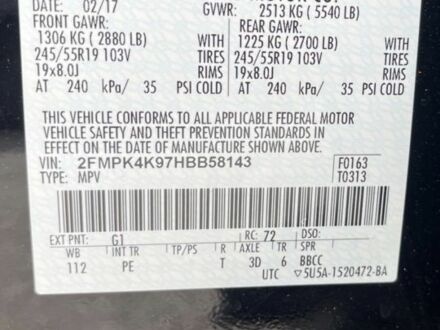 DATE: 02/17
GVWR: 2513 KG ( 5540 LB)
FRONT GAWR: REAR GAWR:
1306 KG ( 2880 LB) WITH 1225 KG ( 2700 LB) WITH
245/55R19 103V TIRES 245/55R19 103V TIRES
19x8.0J RIMS 19x8.0J RIMS
AT 240 kPa/ 35 PSI COLD AT 240 kPa/ 35 PSI COLD
THIS VEHICLE CONFORMS TO ALL APPLICABLE FEDERAL MOTOR
VEHICLE SAFETY AND THEFT PREVENTION STANDARDS IN
EFFECT ON THE DATE OF MANUFACTURE SHOWN ABOVE.
VIN: 2FMPK4K97HBB58143 F0163
TYPE: MPV T0313
EXT PNT: G1 RC: 72 DSO:
WB INT TR TP/PS R AXLE TR SPR
112 PE T 3D 6 BBCC
UTC ▽5U5A-1520472-BA